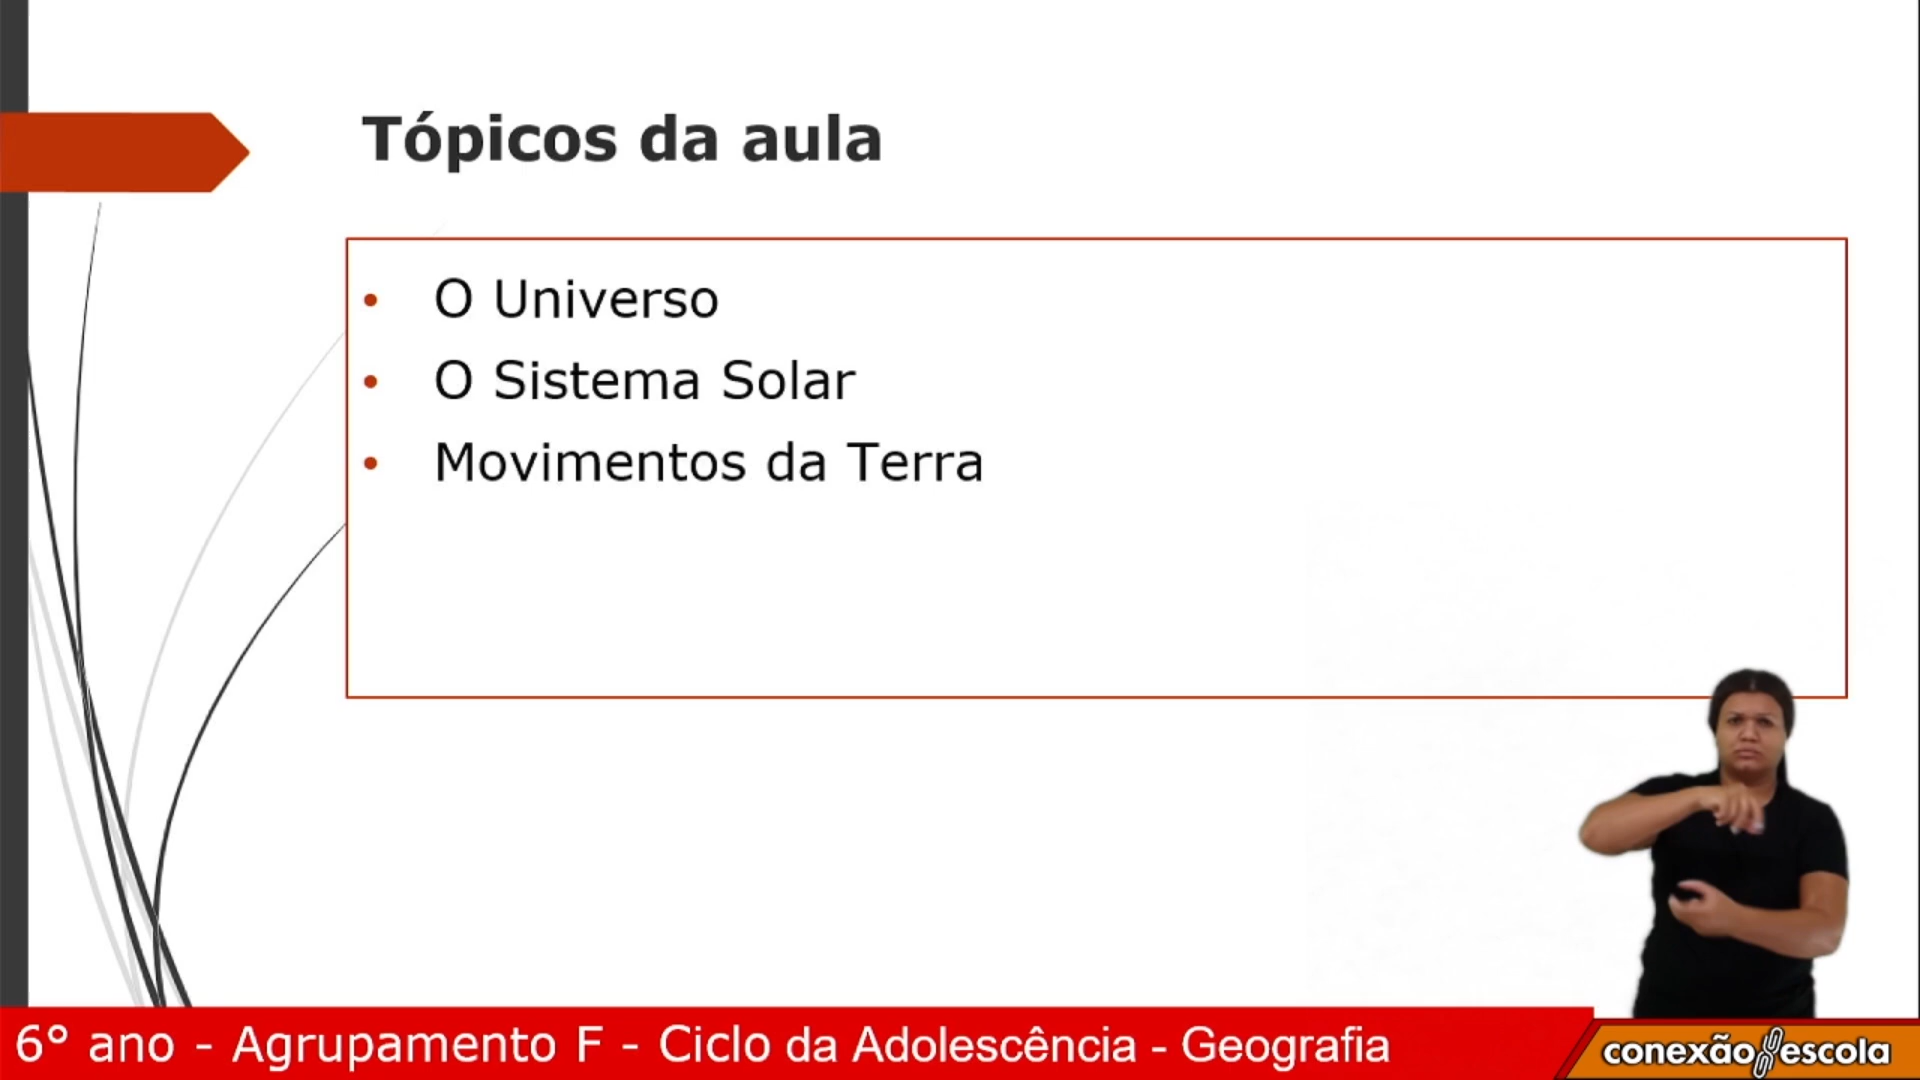 Tópicos da aula
• O Universo
• O Sistema Solar
• Movimentos da Terra
6° ano - Agrupamento F - Ciclo da Adolescência - Geografia
conexão escola